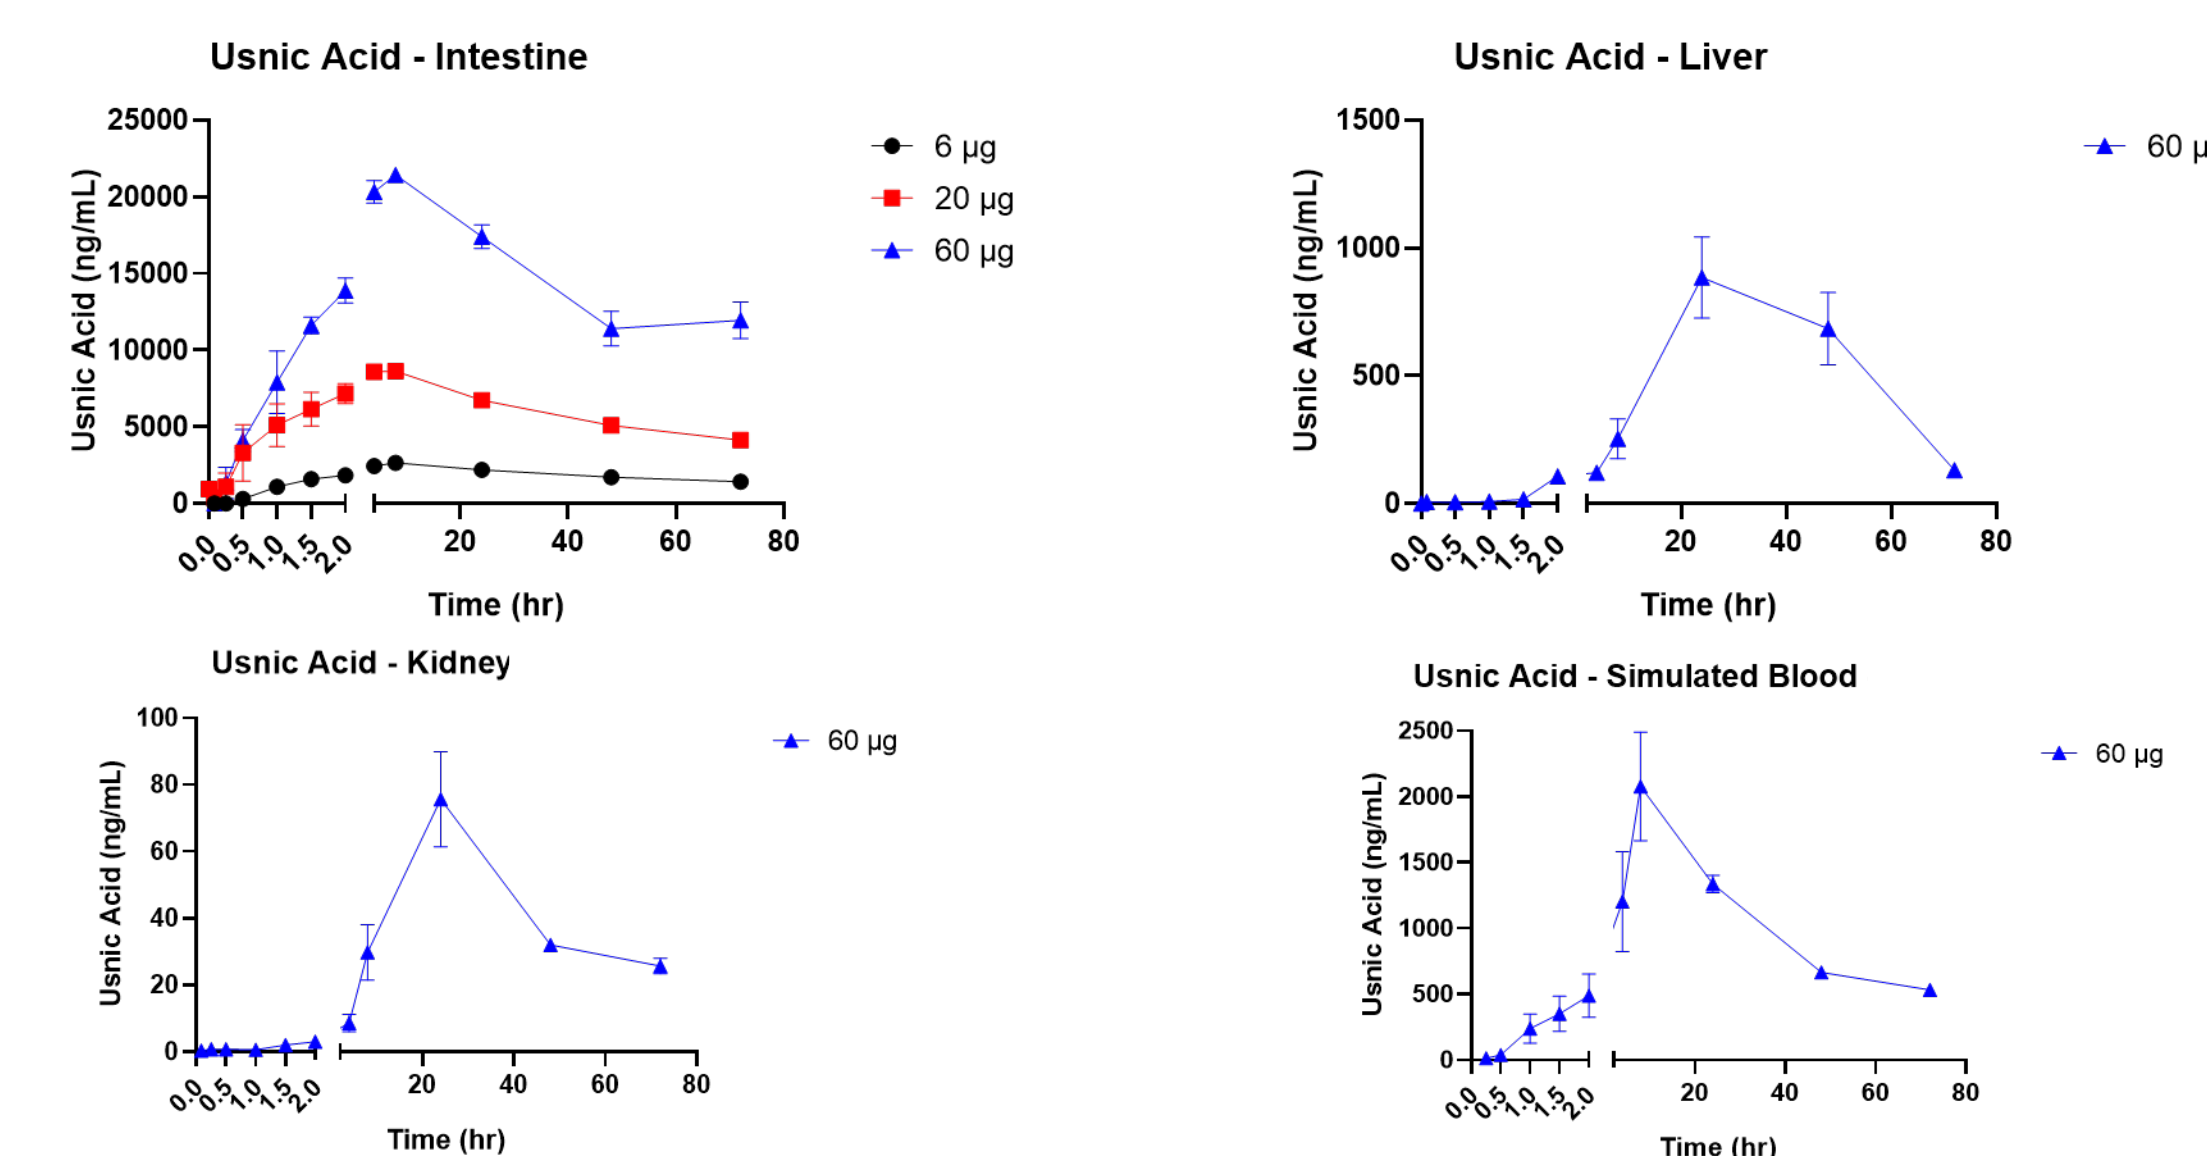 Usnic Acid - Intestine
Usnic Acid (ng/mL)
25000
20000
15000
10000
5000
0
0.0 0.5 1.0 1.5 2.0 20 40 60 80
Time (hr)
6 µg
20 µg
60 µg
Usnic Acid - Liver
Usnic Acid (ng/mL)
1500
1000
500
0
0.0 0.5 1.0 1.5 2.0 20 40 60 80
Time (hr)
60 µ
Usnic Acid - Kidney
Usnic Acid (ng/mL)
100
80
60
40
20
0
0.0 0.5 1.0 1.5 2.0 20 40 60 80
Time (hr)
60 µg
Usnic Acid - Simulated Blood
Usnic Acid (ng/mL)
2500
2000
1500
1000
500
0
0.0 0.5 1.0 1.5 2.0 20 40 60 80
Time (hr)
60 µg